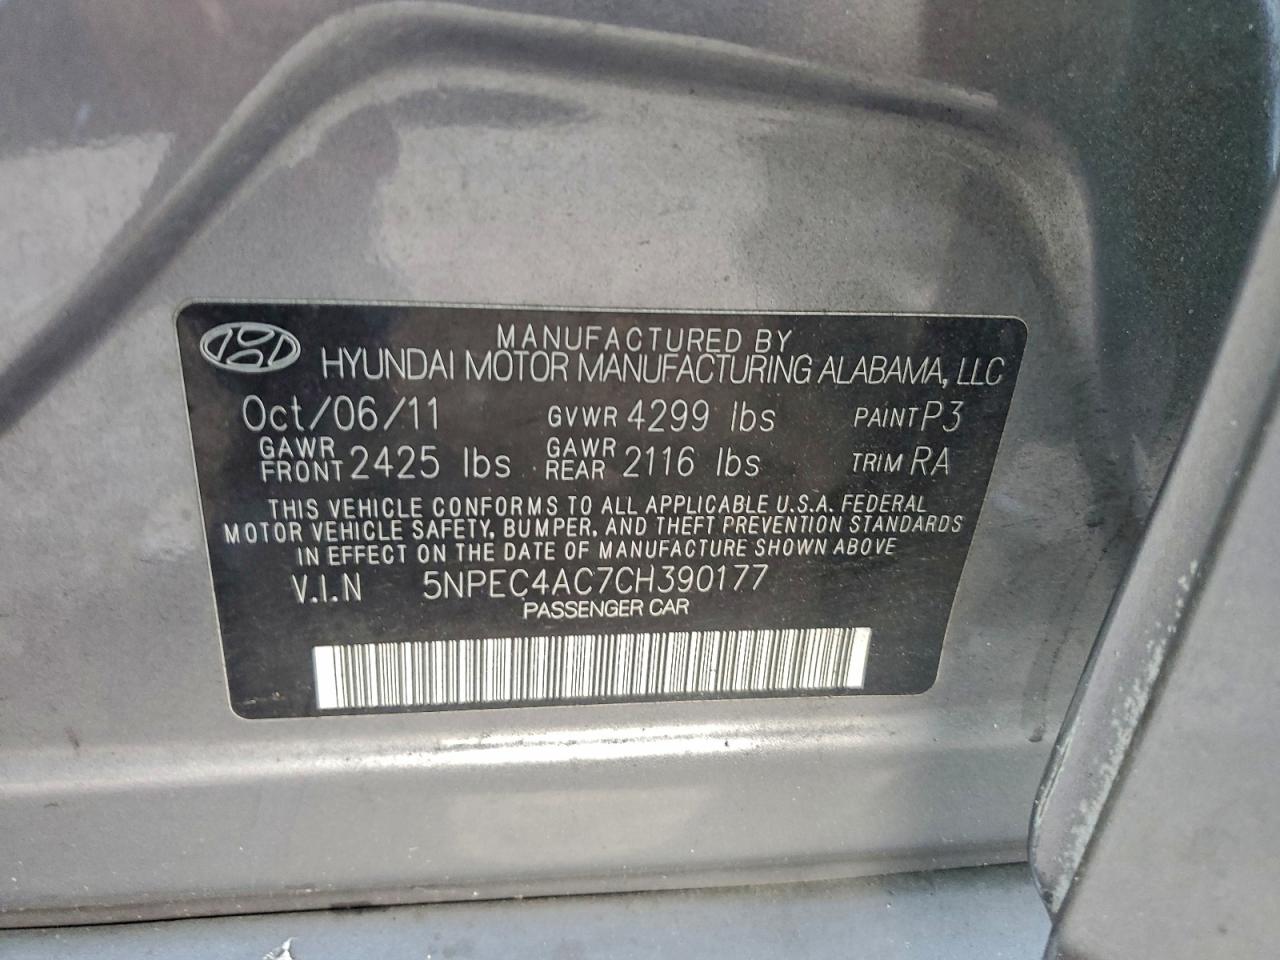 MANUFACTURED BY
HYUNDAI MOTOR MANUFACTURING ALABAMA, LLC
Oct/06/11 GVWR 4299 lbs PAINT P3
GAWR FRONT 2425 lbs GAWR REAR 2116 lbs TRIM RA
THIS VEHICLE CONFORMS TO ALL APPLICABLE U.S.A. FEDERAL
MOTOR VEHICLE SAFETY, BUMPER, AND THEFT PREVENTION STANDARDS
IN EFFECT ON THE DATE OF MANUFACTURE SHOWN ABOVE
V.I.N 5NPEC4AC7CH390177
PASSENGER CAR